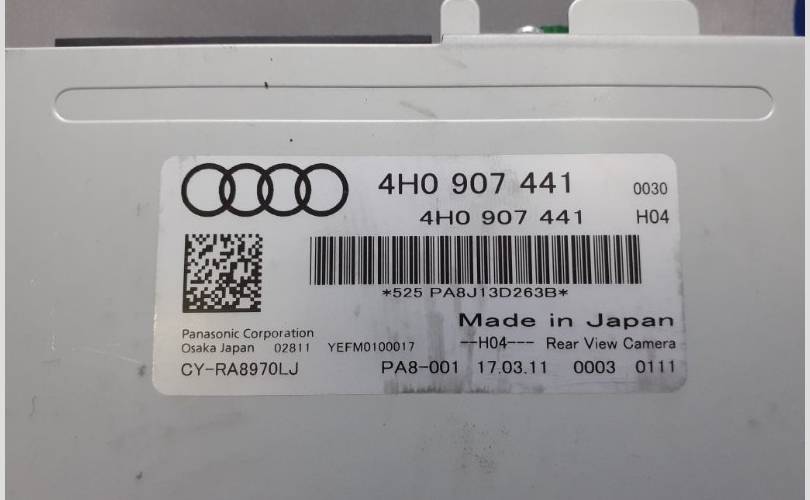 4H0 907 441 0030
4H0 907 441 H04
*525 PA8J13D263B*
Made in Japan
Panasonic Corporation
Osaka Japan 02811 YEFM0100017 --H04--- Rear View Camera
CY-RA8970LJ PA8-001 17.03.11 0003 0111